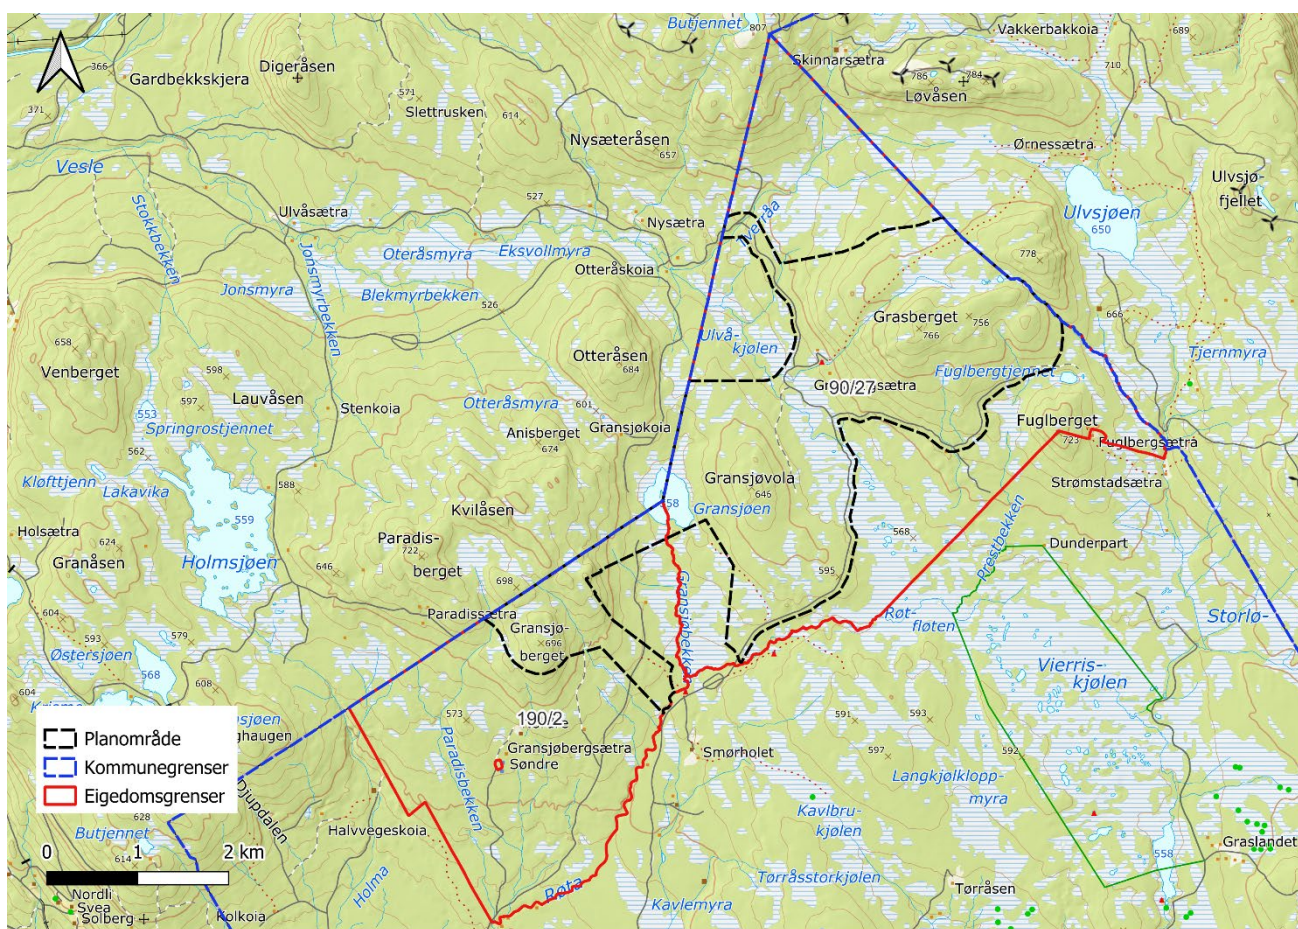 Butjennet
807
Vakkerbakkoia
689
Skinnarsætra
710
Digeråsen
366
Gardbekkskjera
571
786
784
Løvåsen
Slettrusken
371
614
Nysæteråsen
657
Ørnessætra
Vesle
Ulvsjø-
fjellet
Stokkbekken
527
Ulvåsætra
Nysætra
Tverråa
Ulvsjøen
650
Jonsmyrbekken
Oteråsmyra
Eksvollmyra
778
Otteråskoia
Jonsmyra
Blekmyrbekken
526
Grasberget
756
766
666
658
Venberget
Otteråsen
684
Ulvå-
kjølen
Tjernmyra
598
Fuglbergtjennet
90/27
597
Lauvåsen
Stenkoia
Otteråsmyra
601
553
Springrostjennet
Anisberget
674
Gransjøkoia
Fuglberget
723
Fuglbergsætra
562
Kløfttjenn
Lakavika
588
Gransjøvola
646
Strømstadsætra
558
Gransjøen
Kvilåsen
559
Holsætra
624
Granåsen
Holmsjøen
646
Paradis-
berget
722
698
568
Prestbekken
Dunderpart
595
Gransjøbekken
604
593
579
Østersjøen
568
604
608
Paradissætra
Gransjø-
berget
696
Røt-
fløten
Storlø-
Vierris-
kjølen
573
190/2
591
593
592
597
Gransjøbergsætra
Søndre
Smørholet
Paradisbekken
Langkjølklopp-
myra
Planområde
Kommunegrenser
Eigedomsgrenser
Djupdalen
628
Butjennet
614
Halvvegeskoia
Kavlbru-
kjølen
0 1 2 km
558
Graslandet
Holma
Røta
Tørråsstorkjølen
Tørråsen
Nordli
Svea
Solberg
Kolkoia
Kavlemyra